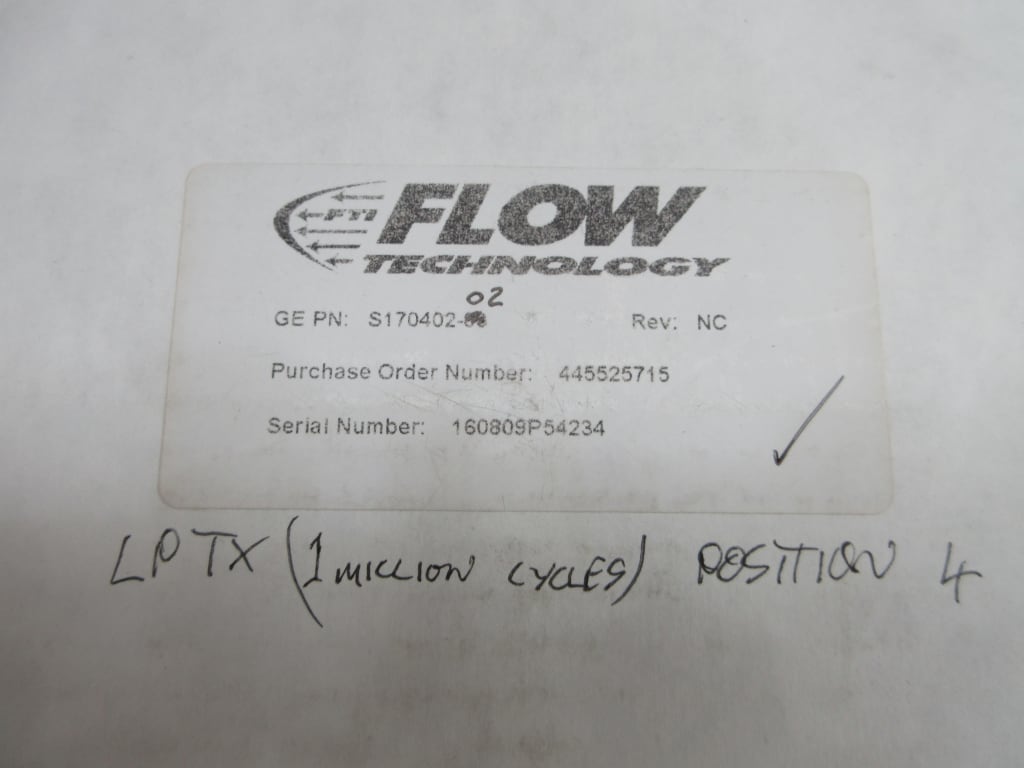 FTI FLOW
TECHNOLOGY
02
GE PN: S170402- Rev: NC
Purchase Order Number: 445525715
Serial Number: 160809P54234
LPTX (1 MILLION CYCLES) POSITION 4